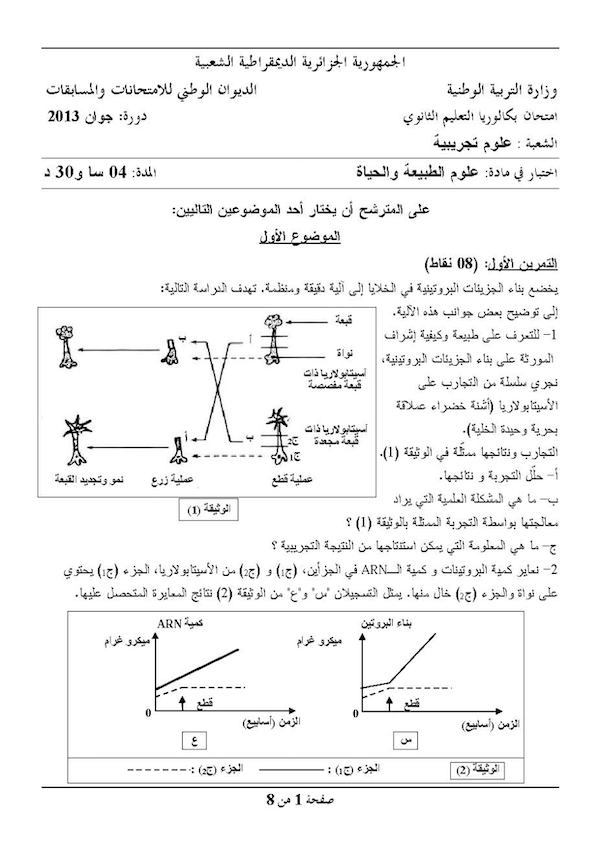 الجمهورية الجزائرية الديمقراطية الشعبية
وزارة التربية الوطنية الديوان الوطني للامتحانات والمسابقات
امتحان بكالوريا التعليم الثانوي دورة: جوان 2013
الشعبة : علوم تجريبية
اختبار في مادة: علوم الطبيعة والحياة المدة: 04 سا و30 د
على المترشح أن يختار أحد الموضوعين التاليين:
الموضوع الأول
التمرين الأول: (08 نقاط)
يخضع بناء الجزيئات البروتينية في الخلايا إلى آلية دقيقة ومنظمة. تهدف الدراسة التالية:
إلى توضيح بعض جوانب هذه الآلية.
1- للتعرف على طبيعة وكيفية إشراف
المورثة على بناء الجزيئات البروتينية،
نجري سلسلة من التجارب على
الأسيتابولاريا (أشنة خضراء عملاقة
بحرية وحيدة الخلية).
التجارب ونتائجها ممثلة في الوثيقة (1).
أ- حلّل التجربة و نتائجها.
ب- ما هي المشكلة العلمية التي يراد
معالجتها بواسطة التجربة الممثلة بالوثيقة (1) ؟
قبعة
نواة
أسيتابولاريا ذات
قبعة مفصصة
أ
ب
أسيتابولاريا ذات
قبعة مجعدة
ب
أ
ج2
ج1
عملية قطع
عملية زرع
نمو وتجديد القبعة
الوثيقة (1)
ج- ما هي المعلومة التي يمكن استنتاجها من النتيجة التجريبية ؟
2- نعاير كمية البروتينات و كمية الـARN في الجزأين، (ج1) و (ج2) من الأسيتابولاريا، الجزء (ج1) يحتوي
على نواة والجزء (ج2) خال منها. يمثل التسجيلان "س" و"ع" من الوثيقة (2) نتائج المعايرة المتحصل عليها.
بناء البروتين
ميكرو غرام
قطع
0
الزمن (أسابيع)
س
كمية ARN
ميكرو غرام
قطع
0
الزمن (أسابيع)
ع
الوثيقة (2)
الجزء (ج1) :
الجزء (ج2) :
صفحة 1 من 8